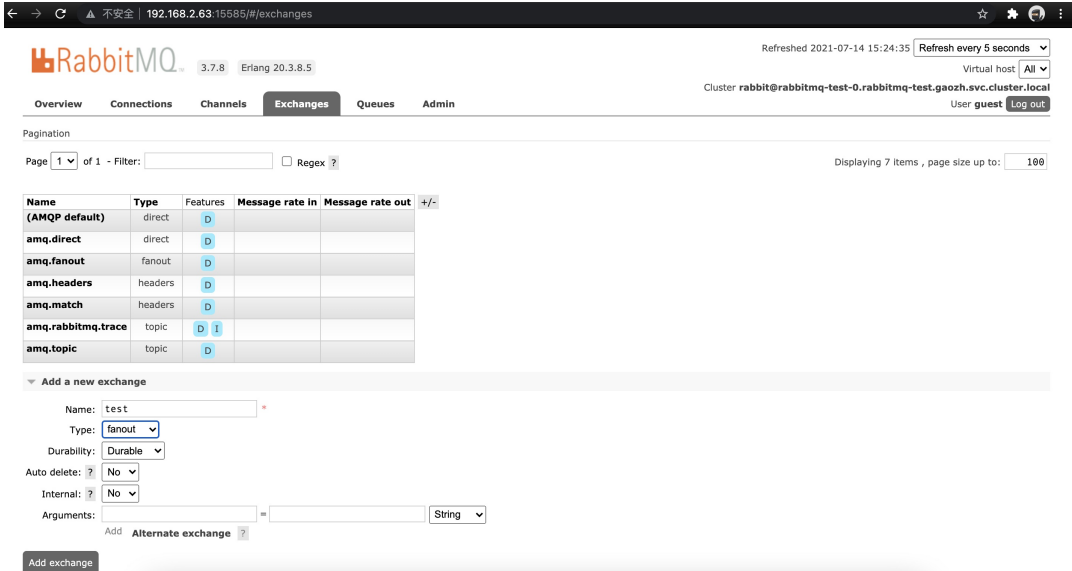 不安全 192.168.2.63:15585/#/exchanges
Refreshed 2021-07-14 15:24:35 Refresh every 5 seconds
RabbitMQ 3.7.8 Erlang 20.3.8.5
Virtual host All
Cluster rabbit@rabbitmq-test-0.rabbitmq-test.gaozh.svc.cluster.local
User guest Log out
Overview Connections Channels Exchanges Queues Admin
Pagination
Page 1 of 1 - Filter: Regex ? Displaying 7 items , page size up to: 100
Name Type Features Message rate in Message rate out +/-
(AMQP default) direct D
amq.direct direct D
amq.fanout fanout D
amq.headers headers D
amq.match headers D
amq.rabbitmq.trace topic D I
amq.topic topic D
Add a new exchange
Name: test *
Type: fanout
Durability: Durable
Auto delete: ? No
Internal: ? No
Arguments: = String
Add Alternate exchange ?
Add exchange